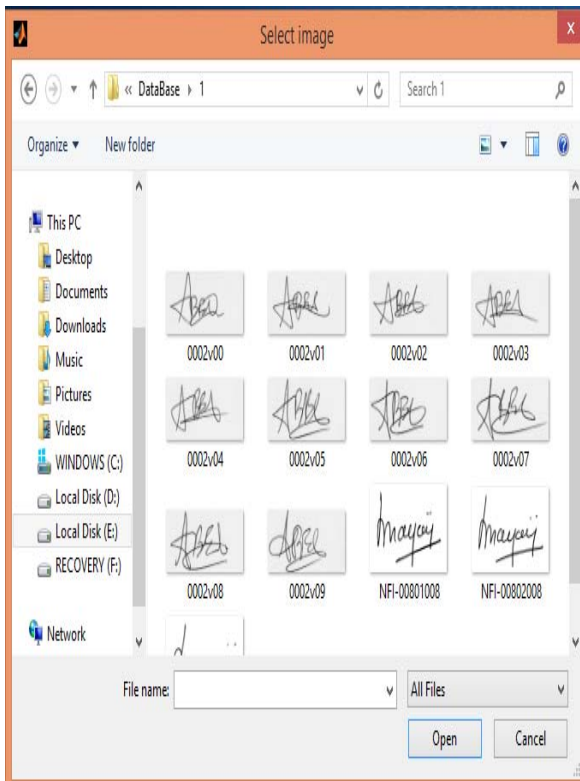 Select image
x
« DataBase ▸ 1
Search 1
Organize ▾ New folder
This PC
Desktop
Documents
Downloads
Music
Pictures
Videos
WINDOWS (C:)
Local Disk (D:)
Local Disk (E:)
RECOVERY (F:)
Network
0002v00 0002v01 0002v02 0002v03
0002v04 0002v05 0002v06 0002v07
0002v08 0002v09 NFI-00801008 NFI-00802008
File name: All Files
Open Cancel